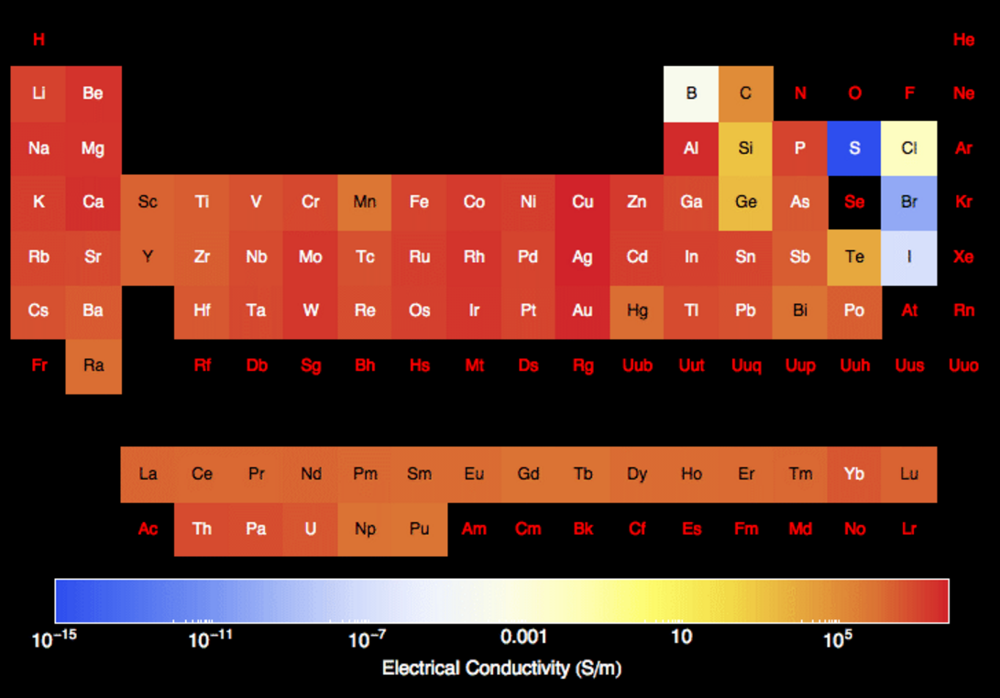 H He
Li Be B C N O F Ne
Na Mg Al Si P S Cl Ar
K Ca Sc Ti V Cr Mn Fe Co Ni Cu Zn Ga Ge As Se Br Kr
Rb Sr Y Zr Nb Mo Tc Ru Rh Pd Ag Cd In Sn Sb Te I Xe
Cs Ba Hf Ta W Re Os Ir Pt Au Hg Tl Pb Bi Po At Rn
Fr Ra Rf Db Sg Bh Hs Mt Ds Rg Uub Uut Uuq Uup Uuh Uus Uuo
La Ce Pr Nd Pm Sm Eu Gd Tb Dy Ho Er Tm Yb Lu
Ac Th Pa U Np Pu Am Cm Bk Cf Es Fm Md No Lr
10⁻¹⁵ 10⁻¹¹ 10⁻⁷ 0.001 10 10⁵
Electrical Conductivity (S/m)